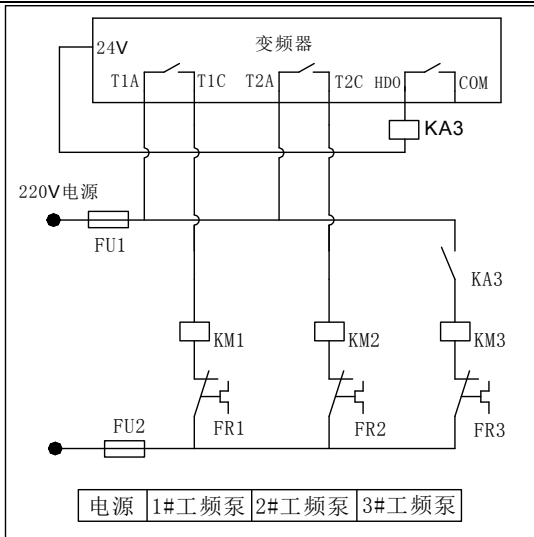 变频器
24V
T1A T1C T2A T2C HDO COM
KA3
220V电源
FU1
KA3
KM1 KM2 KM3
FR1 FR2 FR3
FU2
电源 1#工频泵 2#工频泵 3#工频泵